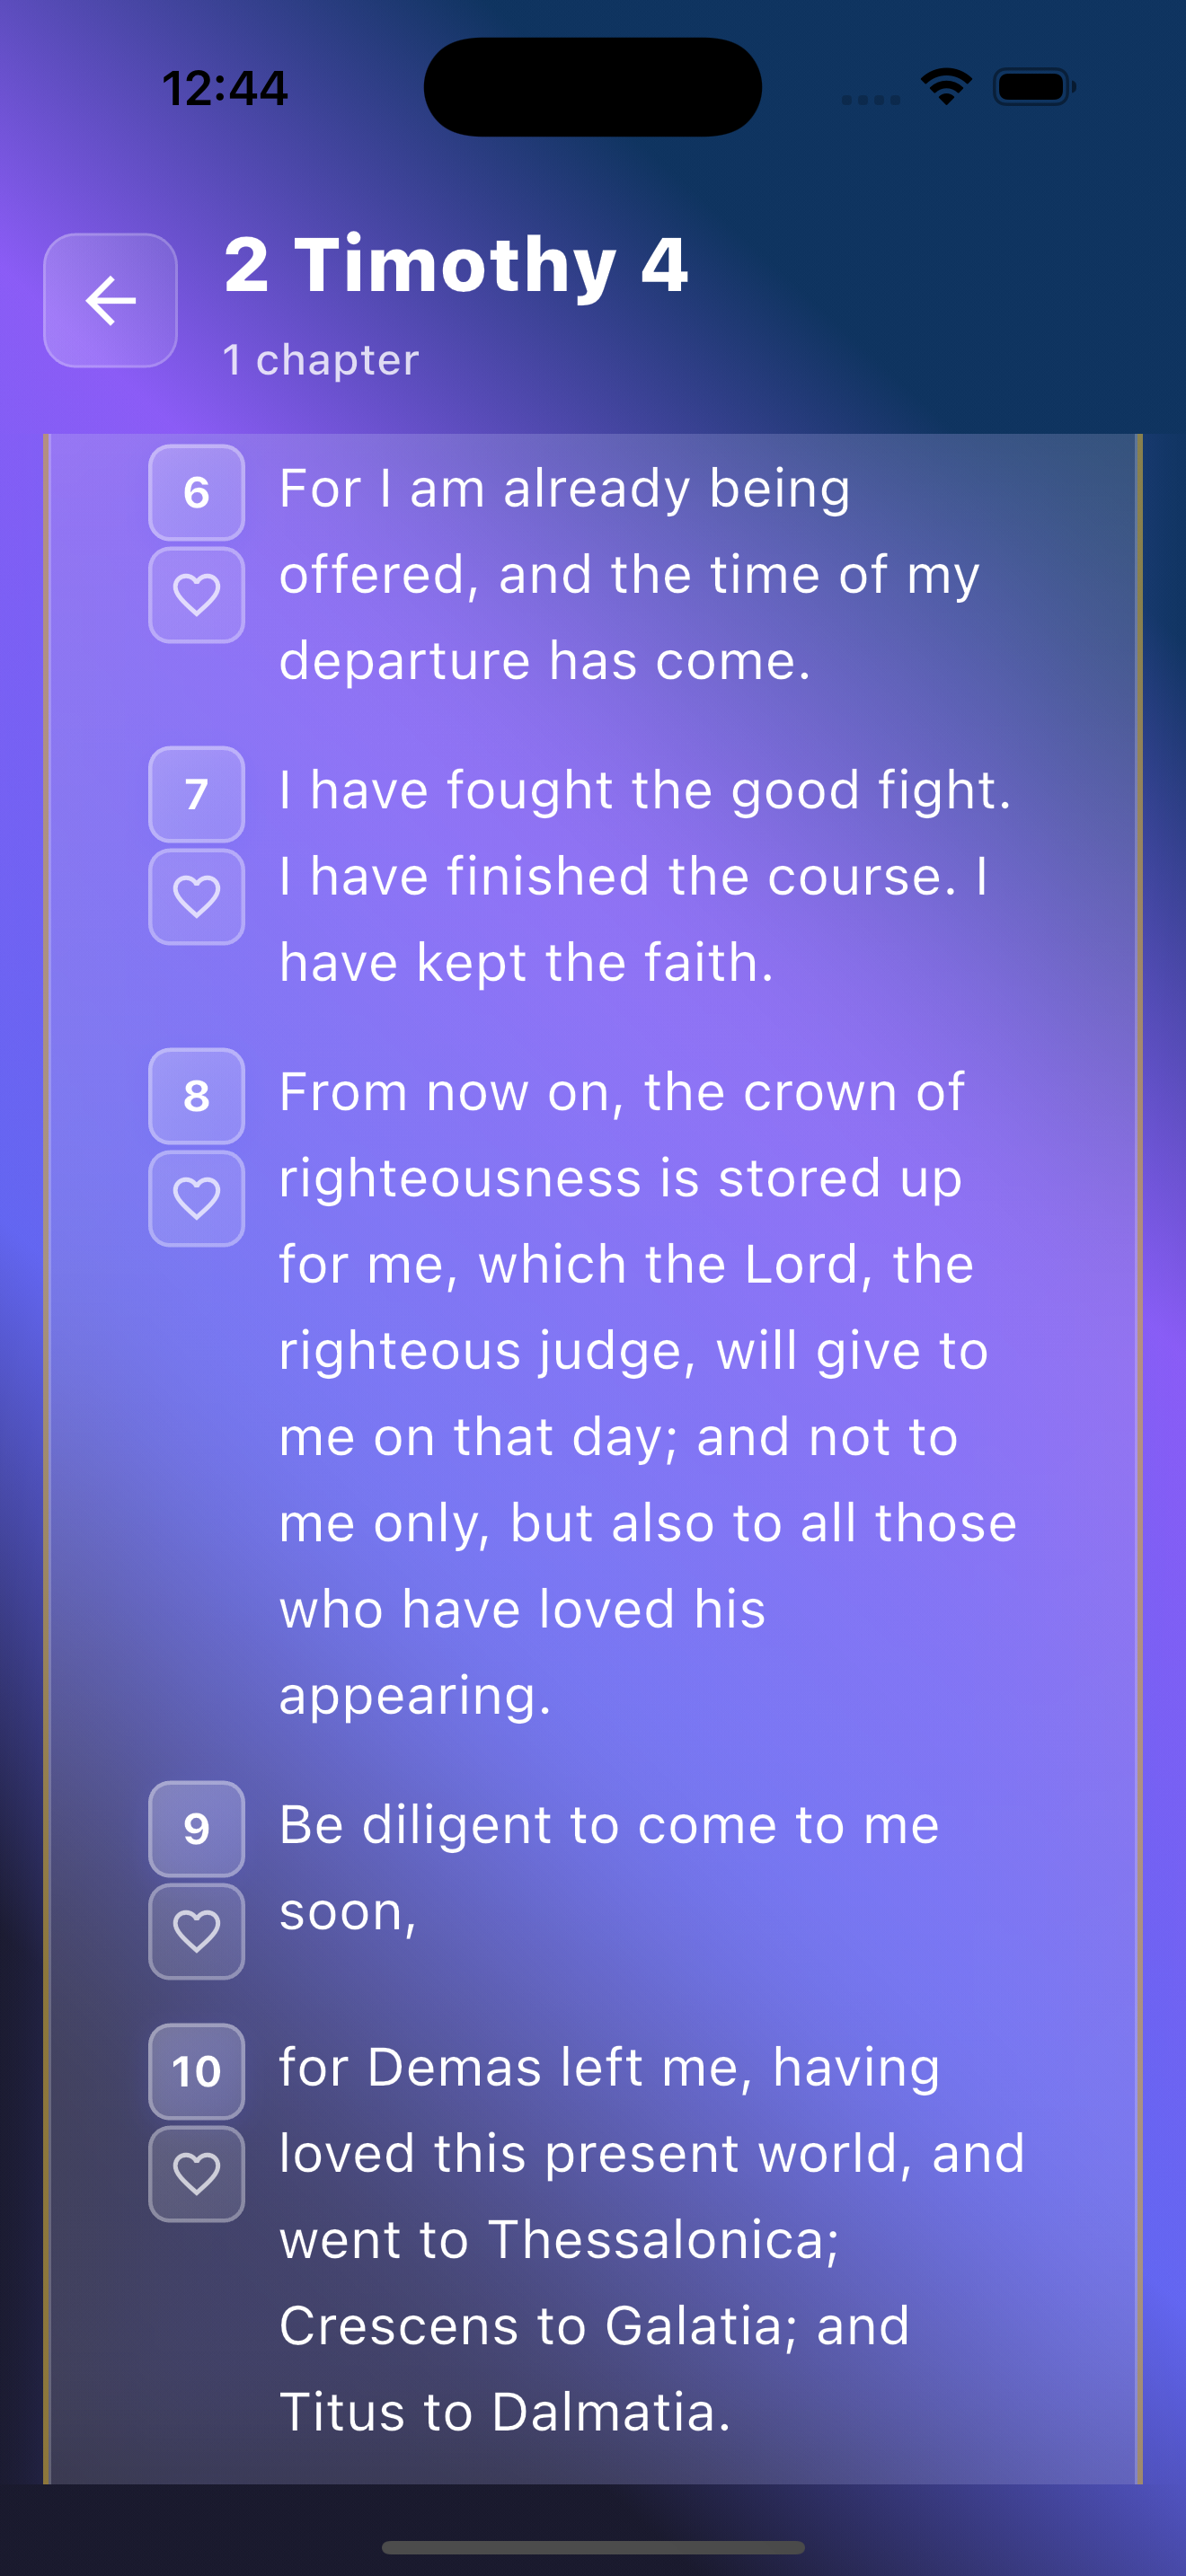 12:44
2 Timothy 4
1 chapter
6
For I am already being
offered, and the time of my
departure has come.
7
I have fought the good fight.
I have finished the course. I
have kept the faith.
8
From now on, the crown of
righteousness is stored up
for me, which the Lord, the
righteous judge, will give to
me on that day; and not to
me only, but also to all those
who have loved his
appearing.
9
Be diligent to come to me
soon,
10
for Demas left me, having
loved this present world, and
went to Thessalonica;
Crescens to Galatia; and
Titus to Dalmatia.